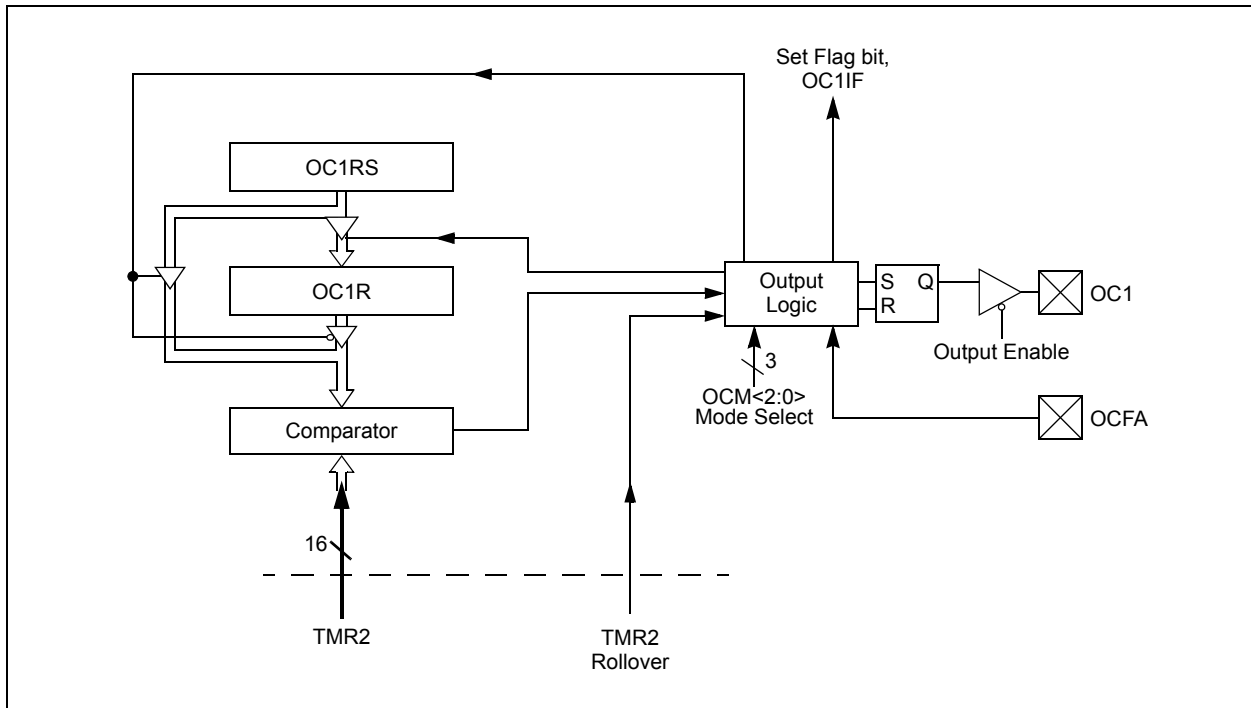 Set Flag bit,
OC1IF
OC1RS
OC1R
Output
Logic
S Q
R
OC1
Output Enable
3
OCM<2:0>
Mode Select
OCFA
Comparator
16
TMR2
TMR2
Rollover